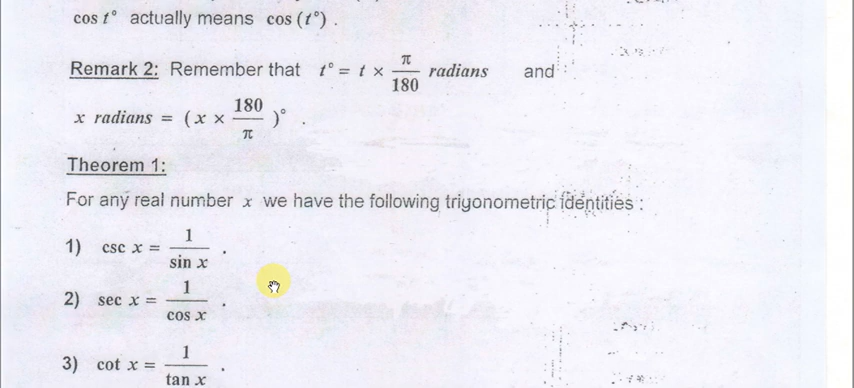 cos t° actually means cos (t°) .
Remark 2: Remember that t° = t × π/180 radians and
x radians = ( x × 180/π )° .
Theorem 1:
For any real number x we have the following trigonometric identities :
1) csc x = 1/sin x .
2) sec x = 1/cos x .
3) cot x = 1/tan x .